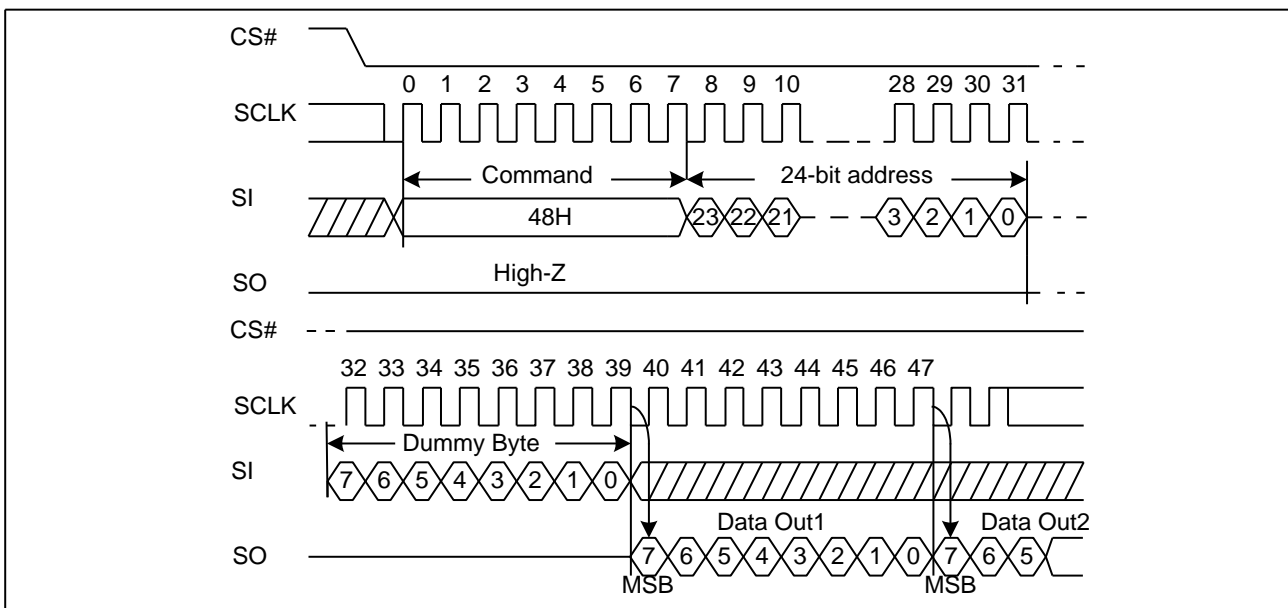 CS#
0 1 2 3 4 5 6 7 8 9 10 28 29 30 31
SCLK
Command 24-bit address
SI
48H 23 22 21 3 2 1 0
High-Z
SO
CS#
32 33 34 35 36 37 38 39 40 41 42 43 44 45 46 47
SCLK
Dummy Byte
SI
7 6 5 4 3 2 1 0
Data Out1 Data Out2
SO
7 6 5 4 3 2 1 0 7 6 5
MSB MSB